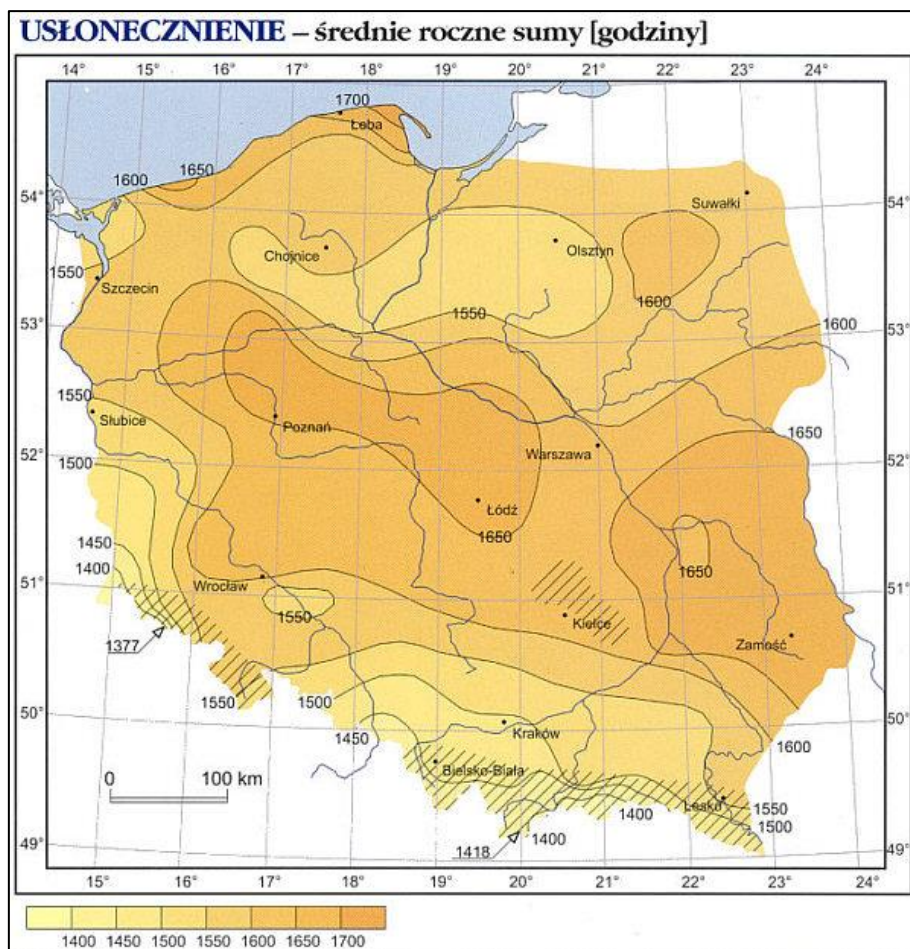 USŁONECZNIENIE – średnie roczne sumy [godziny]
14° 15° 16° 17° 18° 19° 20° 21° 22° 23° 24°
1700
Łeba
1650
1600
54°
54°
Suwałki
Chojnice
Olsztyn
1550
Szczecin
1600
1550
53°
1600
53°
1550
Słubice
Poznań
1650
Warszawa
52°
1500
52°
Łódź
1650
1450
1650
1400
51°
Wrocław
51°
1550
Kielce
Zamość
1377
1550
1500
50°
50°
1450
Kraków
1600
0 100 km
Bielsko-Biała
Lesko
1550
1400
1500
1400
1418
49°
49°
15° 16° 17° 18° 19° 20° 21° 22° 23°
1400 1450 1500 1550 1600 1650 1700